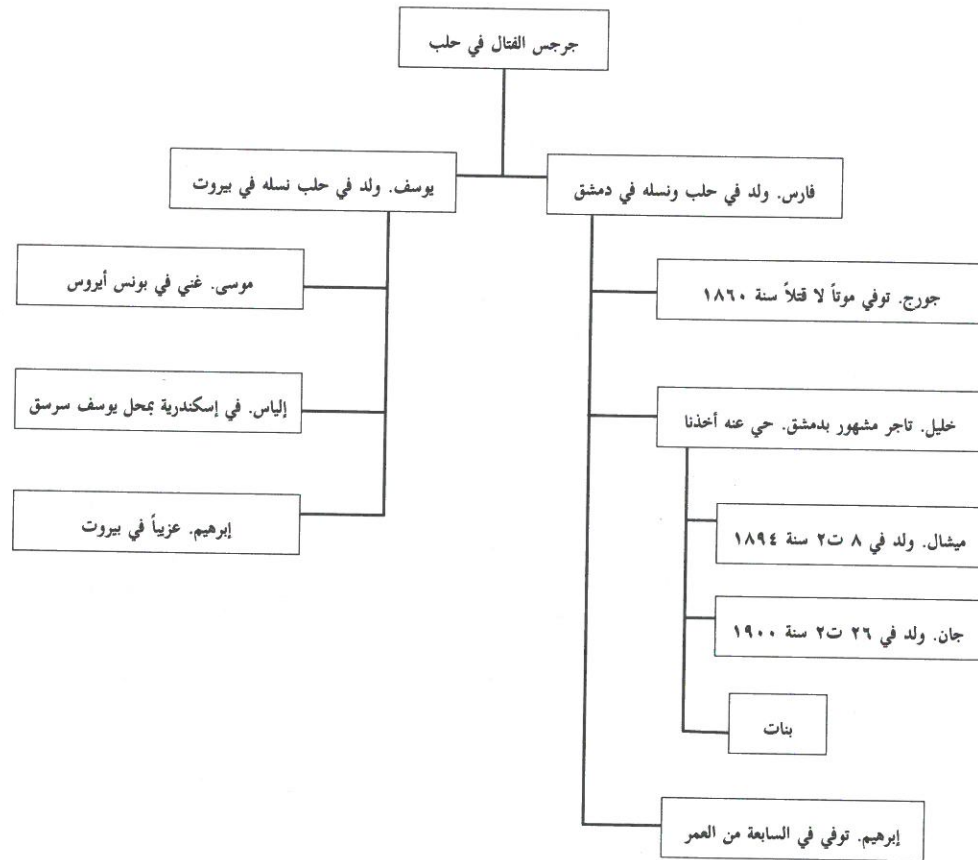 جرجس الفتال في حلب
فارس. ولد في حلب ونسله في دمشق
جورج. توفي موتاً لا قتلاً سنة ١٨٦٠
خليل. تاجر مشهور بدمشق. حي عنه أخذنا
ميشال. ولد في ٨ ت٢ سنة ١٨٩٤
جان. ولد في ٢٦ ت٢ سنة ١٩٠٠
بنات
إبرهيم. توفي في السابعة من العمر
يوسف. ولد في حلب نسله في بيروت
موسى. غني في بونس أيروس
إلياس. في إسكندرية بمحل يوسف سرسق
إبرهيم. عزيباً في بيروت